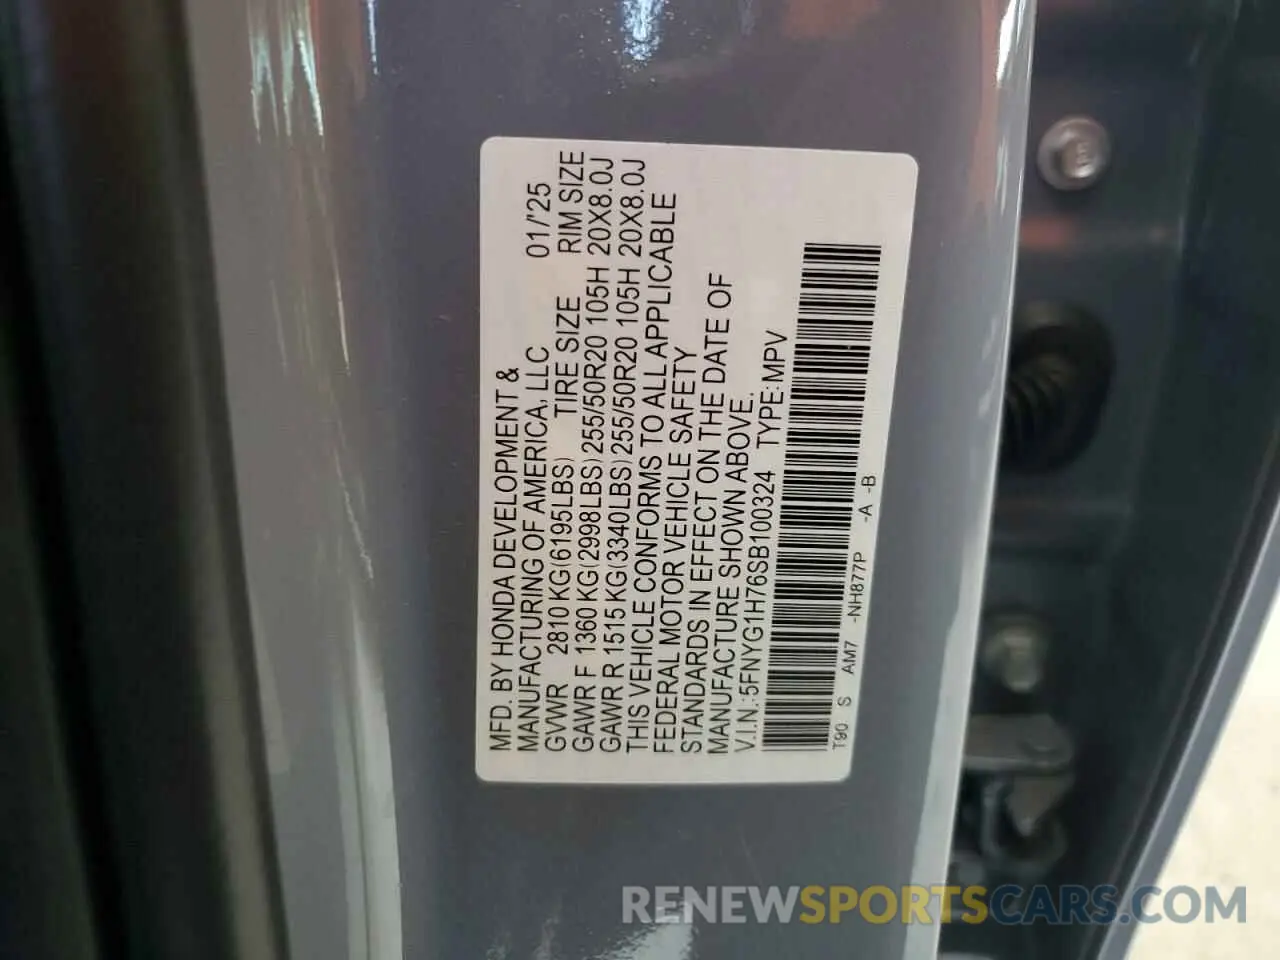 MFD. BY HONDA DEVELOPMENT &
MANUFACTURING OF AMERICA, LLC 01/'25
GVWR 2810 KG(6195LBS) TIRE SIZE RIM SIZE
GAWR F 1360 KG(2998LBS) 255/50R20 105H 20X8.0J
GAWR R 1515 KG(3340LBS) 255/50R20 105H 20X8.0J
THIS VEHICLE CONFORMS TO ALL APPLICABLE
FEDERAL MOTOR VEHICLE SAFETY
STANDARDS IN EFFECT ON THE DATE OF
MANUFACTURE SHOWN ABOVE.
V.I.N.:5FNYG1H76SB100324 TYPE:MPV
T90 S AM7 -NH877P -A -B
RENEWSPORTSCARS.COM